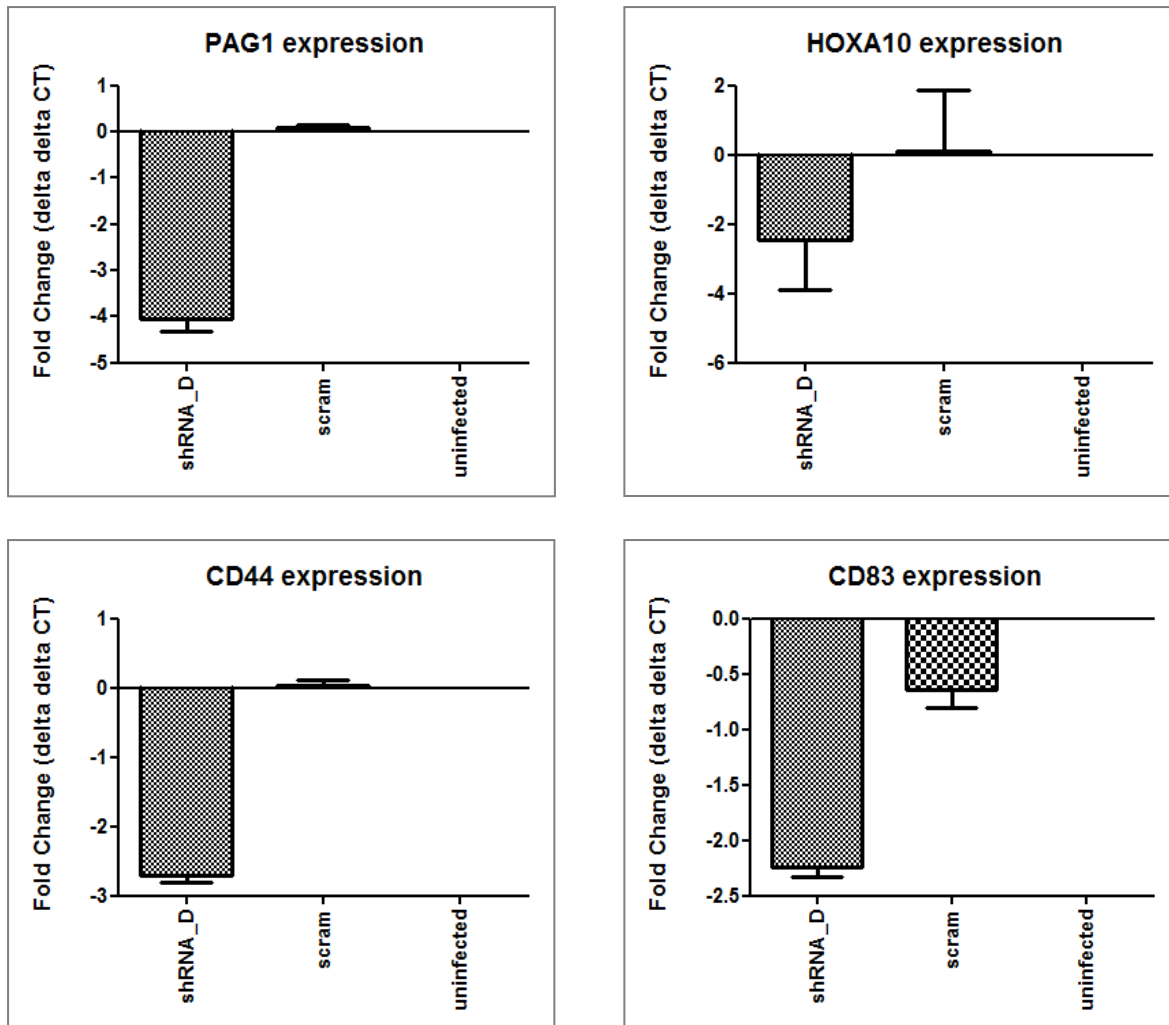 PAG1 expression
Fold Change (delta delta CT)
1
0
-1
-2
-3
-4
-5
shRNA_D
scram
uninfected
HOXA10 expression
Fold Change (delta delta CT)
2
0
-2
-4
-6
shRNA_D
scram
uninfected
CD44 expression
Fold Change (delta delta CT)
1
0
-1
-2
-3
shRNA_D
scram
uninfected
CD83 expression
Fold Change (delta delta CT)
0.0
-0.5
-1.0
-1.5
-2.0
-2.5
shRNA_D
scram
uninfected